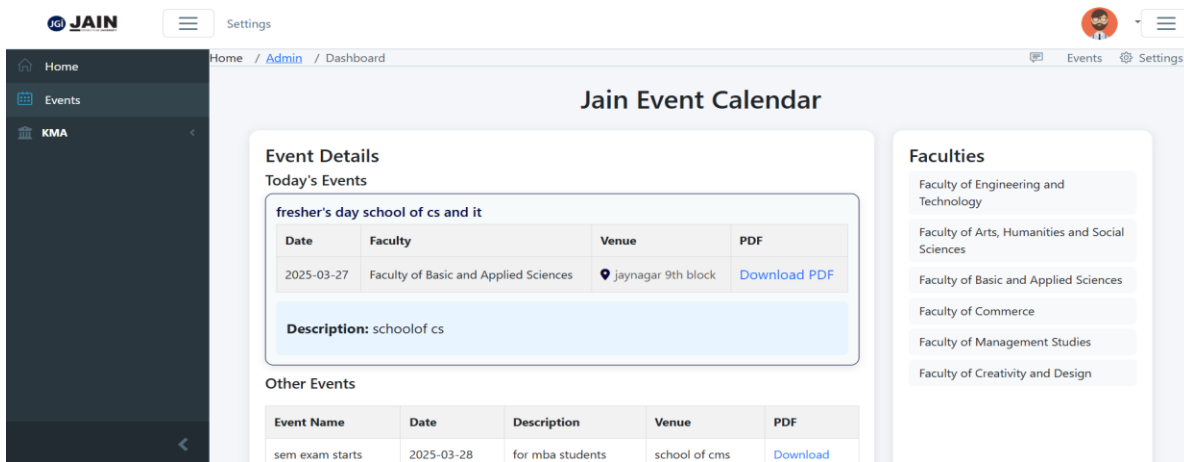 JGI JAIN
Settings
Home
Events
KMA
Home / Admin / Dashboard
Events Settings
Jain Event Calendar
Event Details
Today's Events
fresher's day school of cs and it
Date Faculty Venue PDF
2025-03-27 Faculty of Basic and Applied Sciences jaynagar 9th block Download PDF
Description: schoolof cs
Other Events
Event Name Date Description Venue PDF
sem exam starts 2025-03-28 for mba students school of cms Download
Faculties
Faculty of Engineering and
Technology
Faculty of Arts, Humanities and Social
Sciences
Faculty of Basic and Applied Sciences
Faculty of Commerce
Faculty of Management Studies
Faculty of Creativity and Design